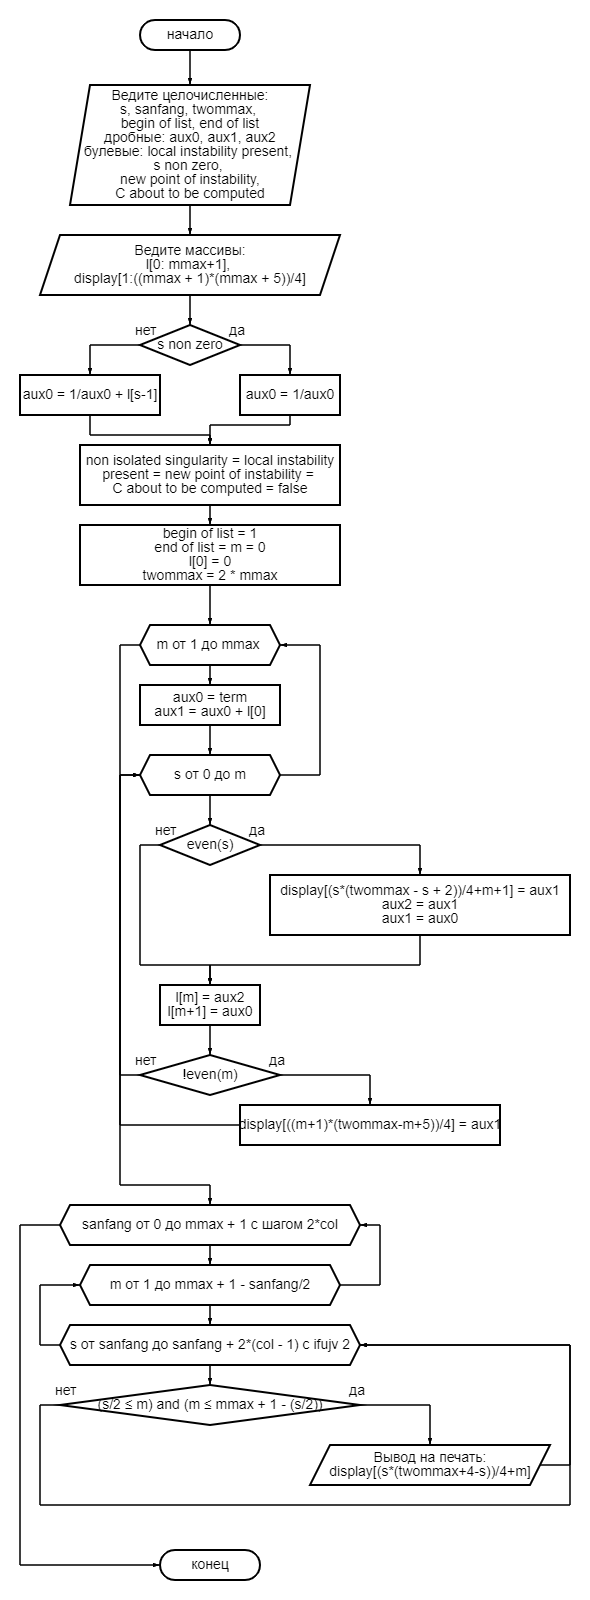 начало
Ведите целочисленные:
s, sanfang, twommax,
begin of list, end of list
дробные: aux0, aux1, aux2
булевые: local instability present,
s non zero,
new point of instability,
C about to be computed
Ведите массивы:
l[0: mmax+1],
display[1:((mmax + 1)*(mmax + 5))/4]
нет
да
s non zero
aux0 = 1/aux0 + l[s-1]
aux0 = 1/aux0
non isolated singularity = local instability
present = new point of instability =
C about to be computed = false
begin of list = 1
end of list = m = 0
l[0] = 0
twommax = 2 * mmax
m от 1 до mmax
aux0 = term
aux1 = aux0 + l[0]
s от 0 до m
нет
да
even(s)
display[(s*(twommax - s + 2))/4+m+1] = aux1
aux2 = aux1
aux1 = aux0
l[m] = aux2
l[m+1] = aux0
нет
да
!even(m)
display[((m+1)*(twommax-m+5))/4] = aux1
sanfang от 0 до mmax + 1 с шагом 2*col
m от 1 до mmax + 1 - sanfang/2
s от sanfang до sanfang + 2*(col - 1) с ifujv 2
нет
да
(s/2 ≤ m) and (m ≤ mmax + 1 - (s/2))
Вывод на печать:
display[(s*(twommax+4-s))/4+m]
конец